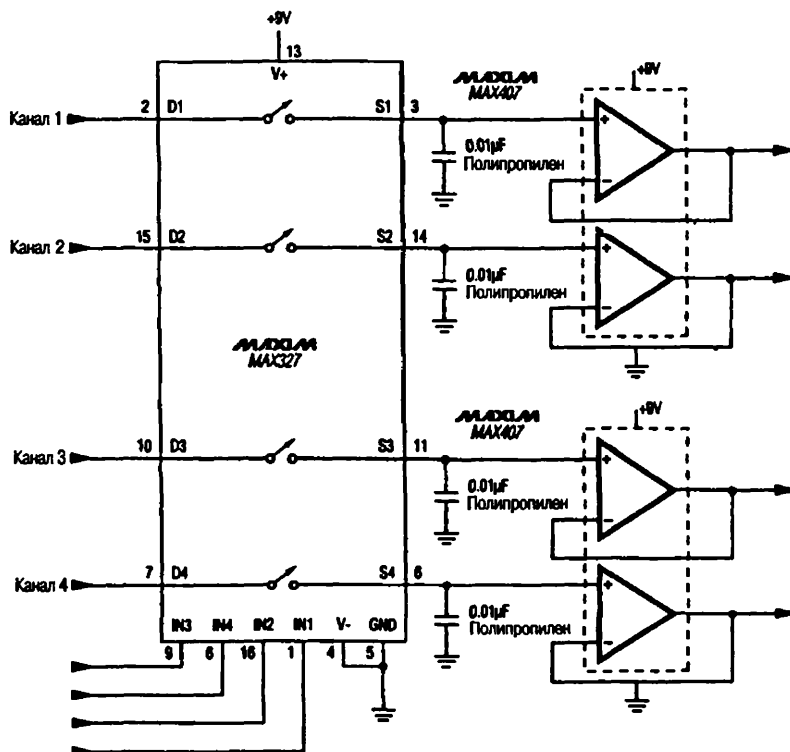 +9V
13
V+
Канал 1
2
D1
S1
3
MAXIM
MAX407
+9V
+
−
0.01µF
Полипропилен
Канал 2
15
D2
S2
14
+
−
0.01µF
Полипропилен
MAXIM
MAX327
MAXIM
MAX407
+9V
Канал 3
10
D3
S3
11
+
−
0.01µF
Полипропилен
Канал 4
7
D4
S4
6
+
−
0.01µF
Полипропилен
IN3
IN4
IN2
IN1
V-
GND
9
6
16
1
4
5